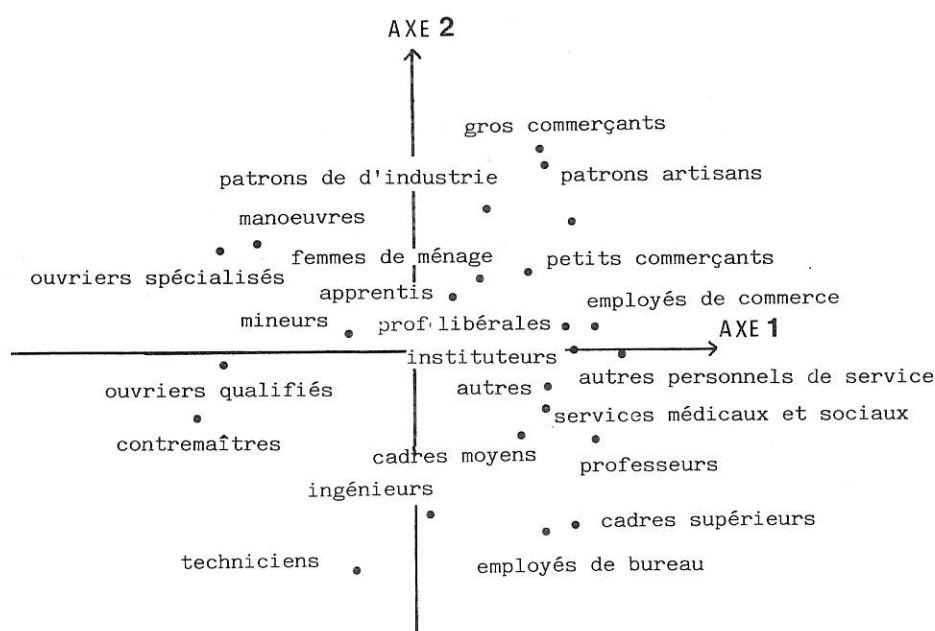 AXE 2
gros commerçants
patrons de d'industrie
patrons artisans
manoeuvres
femmes de ménage
petits commerçants
ouvriers spécialisés
apprentis
employés de commerce
mineurs
prof. libérales
AXE 1
instituteurs
autres personnels de service
ouvriers qualifiés
autres
services médicaux et sociaux
contremaîtres
cadres moyens
professeurs
ingénieurs
cadres supérieurs
techniciens
employés de bureau